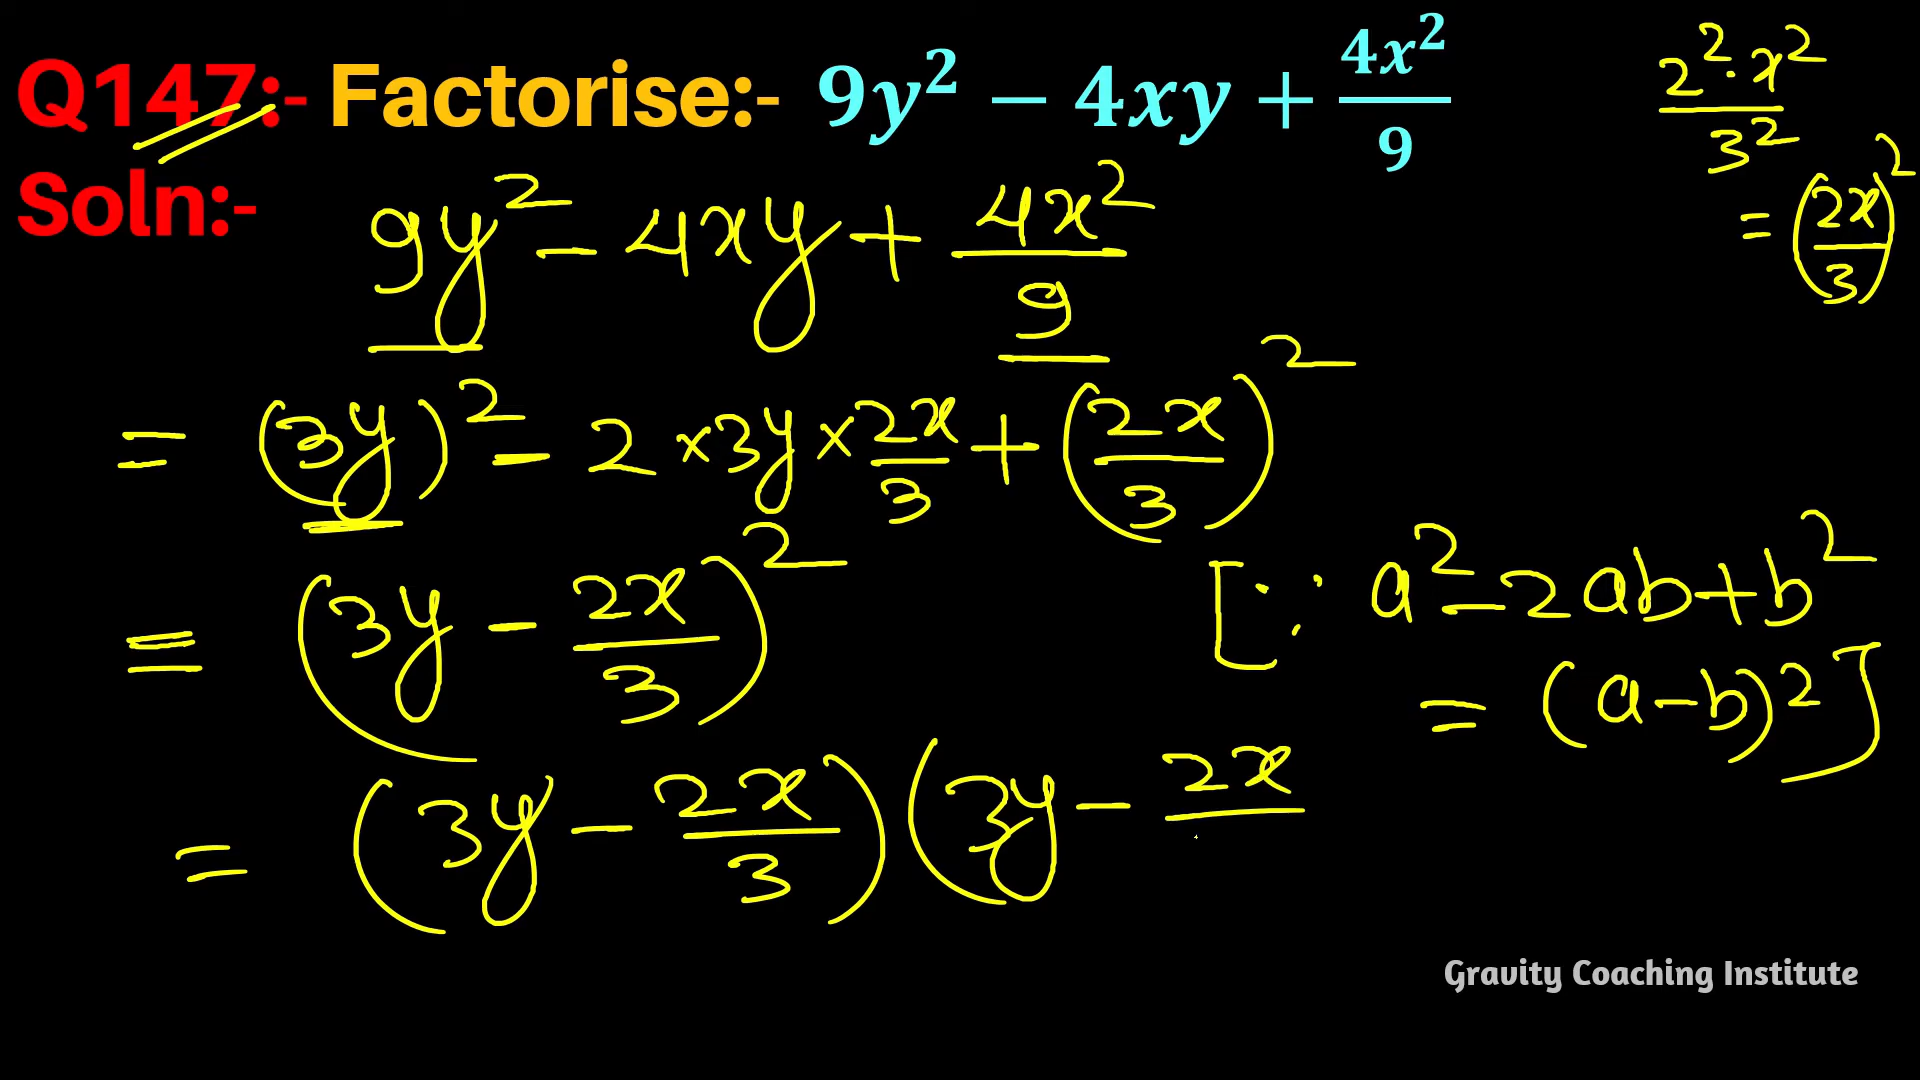 Q147:- Factorise:- 9y² − 4xy + 4x²/9
2²·x²/3²
= (2x/3)²
Soln:-
9y² - 4xy + 4x²/9
= (3y)² - 2 × 3y × 2x/3 + (2x/3)²
= (3y - 2x/3)² [∵ a² - 2ab + b²
= (a-b)²]
= (3y - 2x/3)(3y - 2x
Gravity Coaching Institute